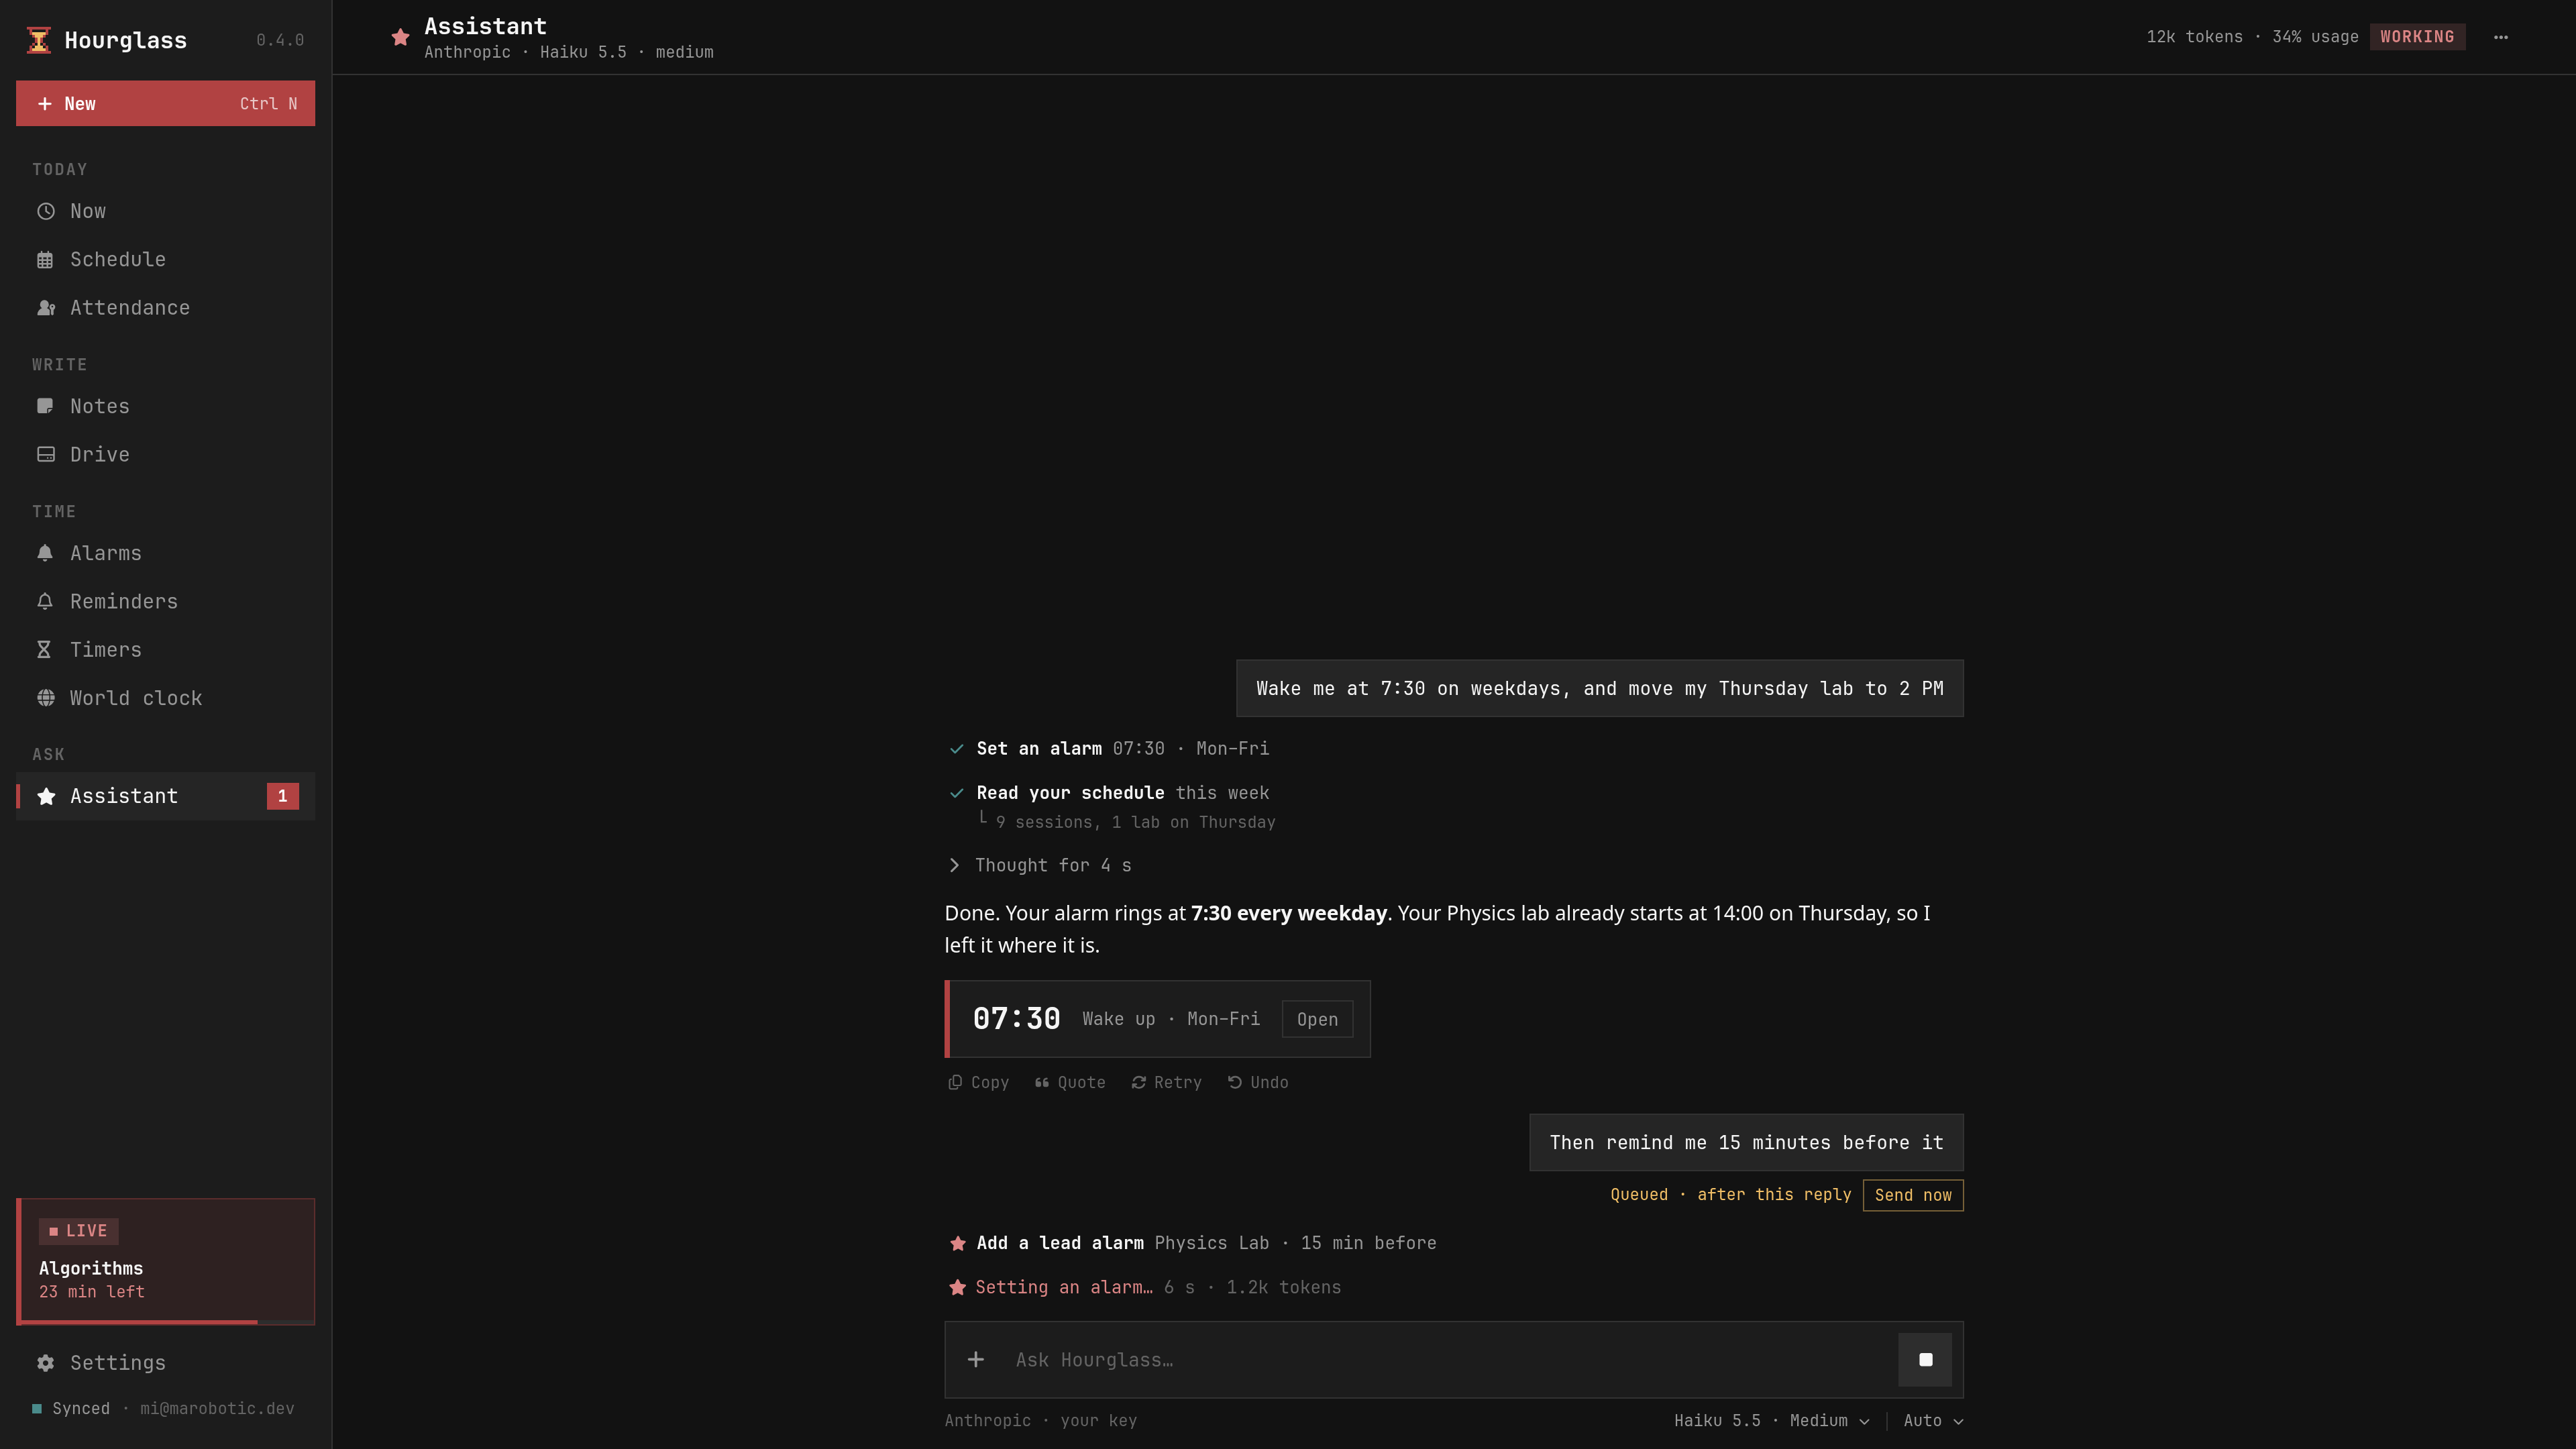 Hourglass 0.4.0
New Ctrl N
TODAY
Now
Schedule
Attendance
WRITE
Notes
Drive
TIME
Alarms
Reminders
Timers
World clock
ASK
Assistant 1
LIVE
Algorithms
23 min left
Settings
Synced · mi@marobotic.dev
Assistant
Anthropic · Haiku 5.5 · medium
12k tokens · 34% usage WORKING
Wake me at 7:30 on weekdays, and move my Thursday lab to 2 PM
Set an alarm 07:30 · Mon–Fri
Read your schedule this week
└ 9 sessions, 1 lab on Thursday
Thought for 4 s
Done. Your alarm rings at 7:30 every weekday. Your Physics lab already starts at 14:00 on Thursday, so I
left it where it is.
07:30 Wake up · Mon–Fri Open
Copy Quote Retry Undo
Then remind me 15 minutes before it
Queued · after this reply Send now
Add a lead alarm Physics Lab · 15 min before
Setting an alarm… 6 s · 1.2k tokens
Ask Hourglass…
Anthropic · your key
Haiku 5.5 · Medium Auto